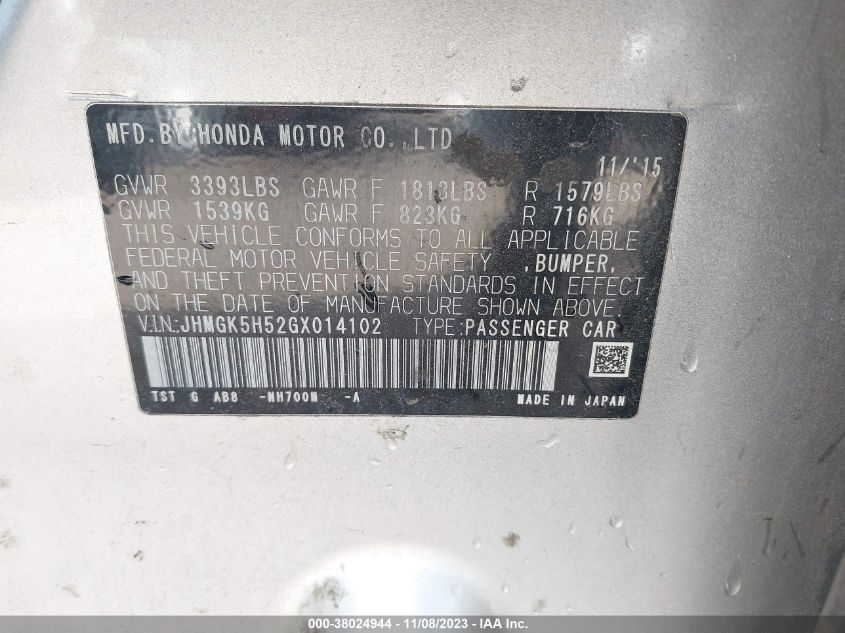 MFD. BY HONDA MOTOR CO., LTD
11/'15
GVWR 3393LBS GAWR F 1813LBS R 1579LBS
GVWR 1539KG GAWR F 823KG R 716KG
THIS VEHICLE CONFORMS TO ALL APPLICABLE
FEDERAL MOTOR VEHICLE SAFETY , BUMPER,
AND THEFT PREVENTION STANDARDS IN EFFECT
ON THE DATE OF MANUFACTURE SHOWN ABOVE.
V.I.N:JHMGK5H52GX014102 TYPE:PASSENGER CAR
TST G AB8 -NH700M -A MADE IN JAPAN
000-38024944 - 11/08/2023 - IAA Inc.